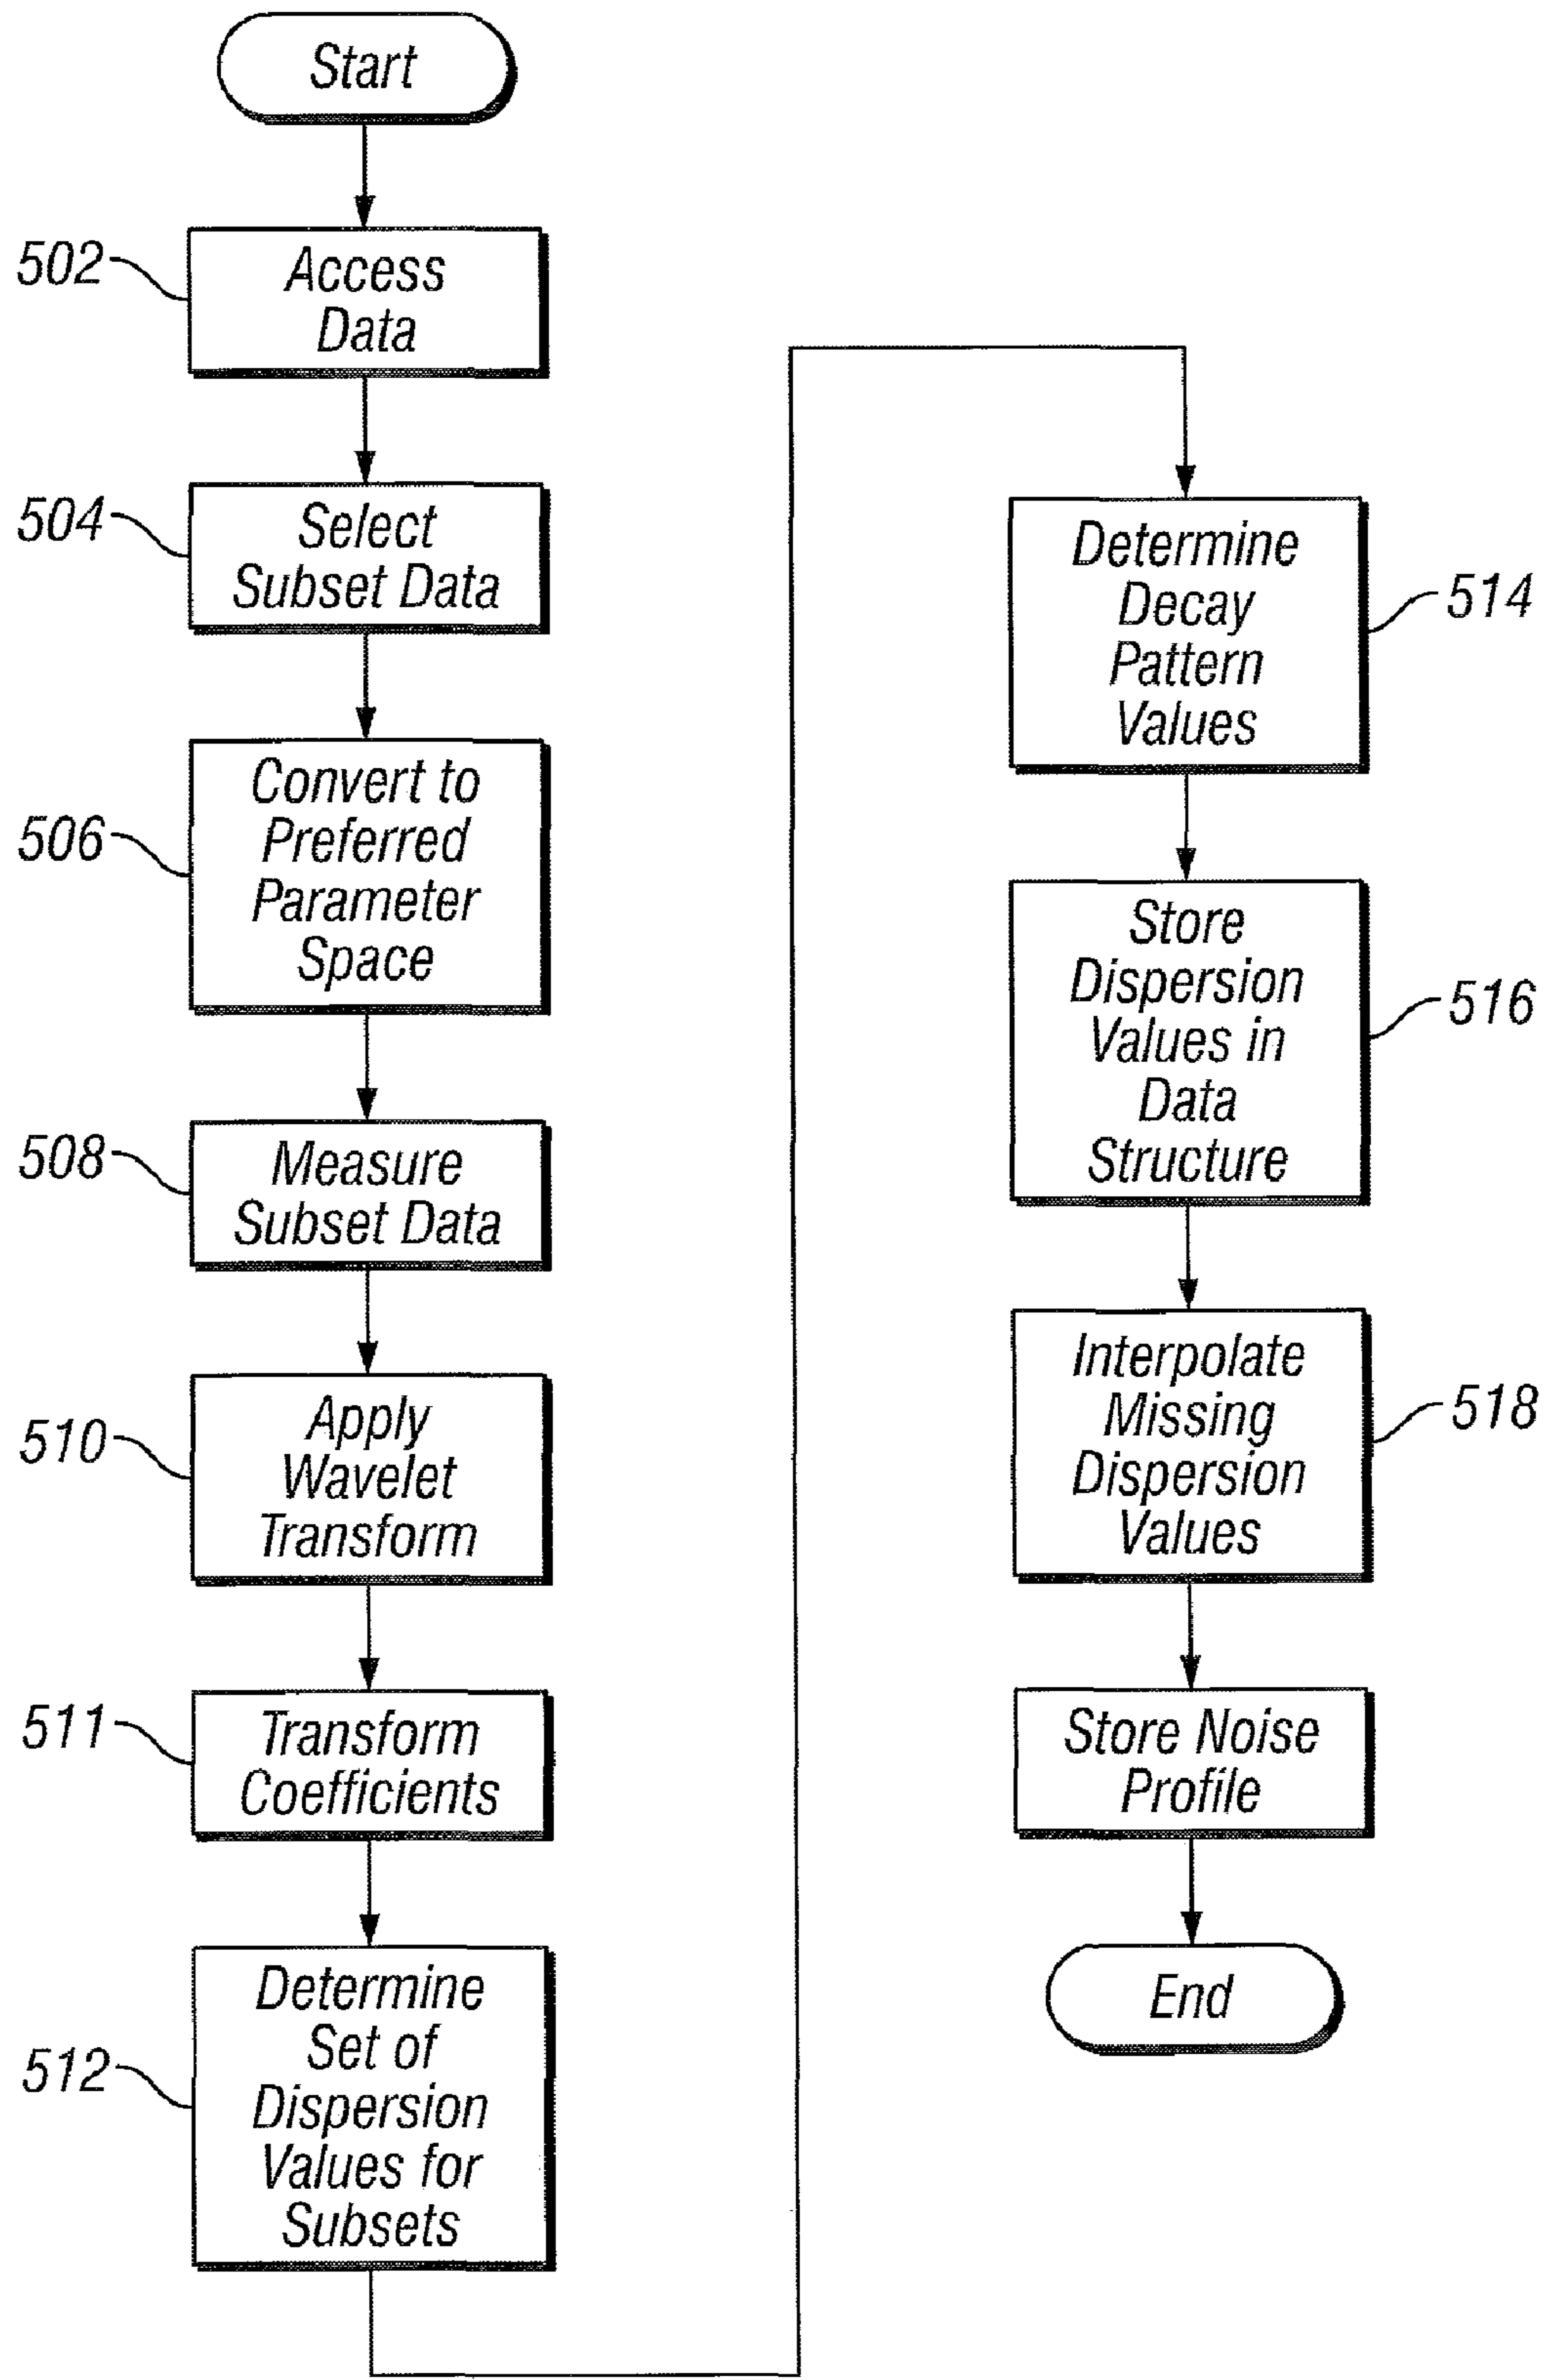 Start
502
Access
Data
504
Select
Subset Data
506
Convert to
Preferred
Parameter
Space
508
Measure
Subset Data
510
Apply
Wavelet
Transform
511
Transform
Coefficients
512
Determine
Set of
Dispersion
Values for
Subsets
Determine
Decay
Pattern
Values
514
Store
Dispersion
Values in
Data
Structure
516
Interpolate
Missing
Dispersion
Values
518
Store Noise
Profile
End